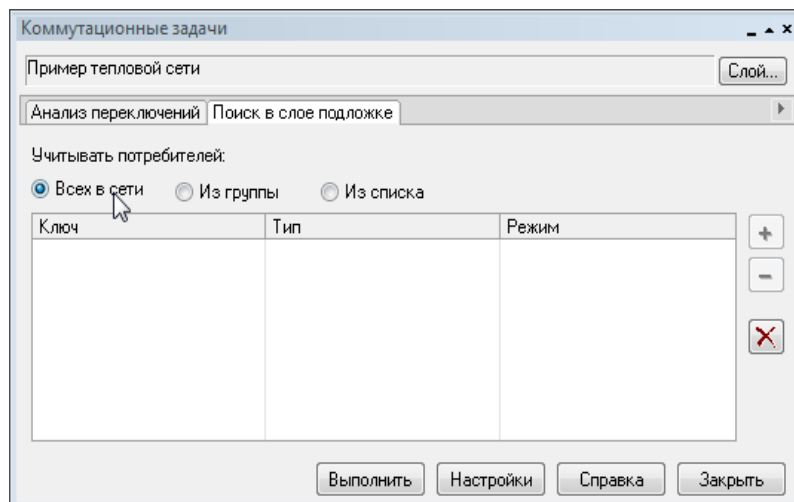 Коммутационные задачи
Пример тепловой сети Слой...
Анализ переключений Поиск в слое подложке
Учитывать потребителей:
Всех в сети Из группы Из списка
Ключ Тип Режим
Выполнить Настройки Справка Закрыть